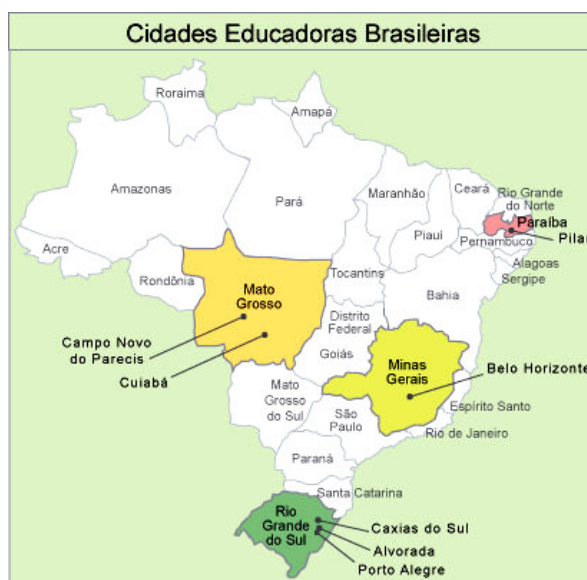 Cidades Educadoras Brasileiras
Roraima
Amapá
Amazonas
Pará
Maranhão
Ceará
Rio Grande
do Norte
Paraíba
Pilar
Piauí
Pernambuco
Acre
Alagoas
Sergipe
Rondônia
Tocantins
Mato
Grosso
Bahia
Distrito
Federal
Campo Novo
do Parecis
Goiás
Cuiabá
Minas
Gerais
Belo Horizonte
Mato
Grosso
do Sul
Espírito Santo
São
Paulo
Rio de Janeiro
Paraná
Santa Catarina
Rio
Grande
do Sul
Caxias do Sul
Alvorada
Porto Alegre